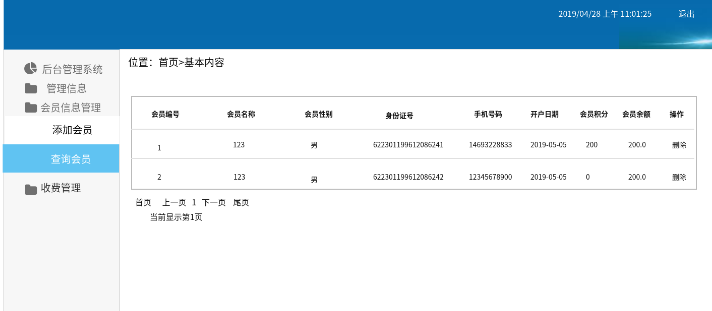 2019/04/28 上午 11:01:25 退出
后台管理系统
管理信息
会员信息管理
添加会员
查询会员
收费管理
位置：首页>基本内容
会员编号 会员名称 会员性别 身份证号 手机号码 开户日期 会员积分 会员余额 操作
1 123 男 622301199612086241 14693228833 2019-05-05 200 200.0 删除
2 123 男 622301199612086242 12345678900 2019-05-05 0 200.0 删除
首页 上一页 1 下一页 尾页
当前显示第1页